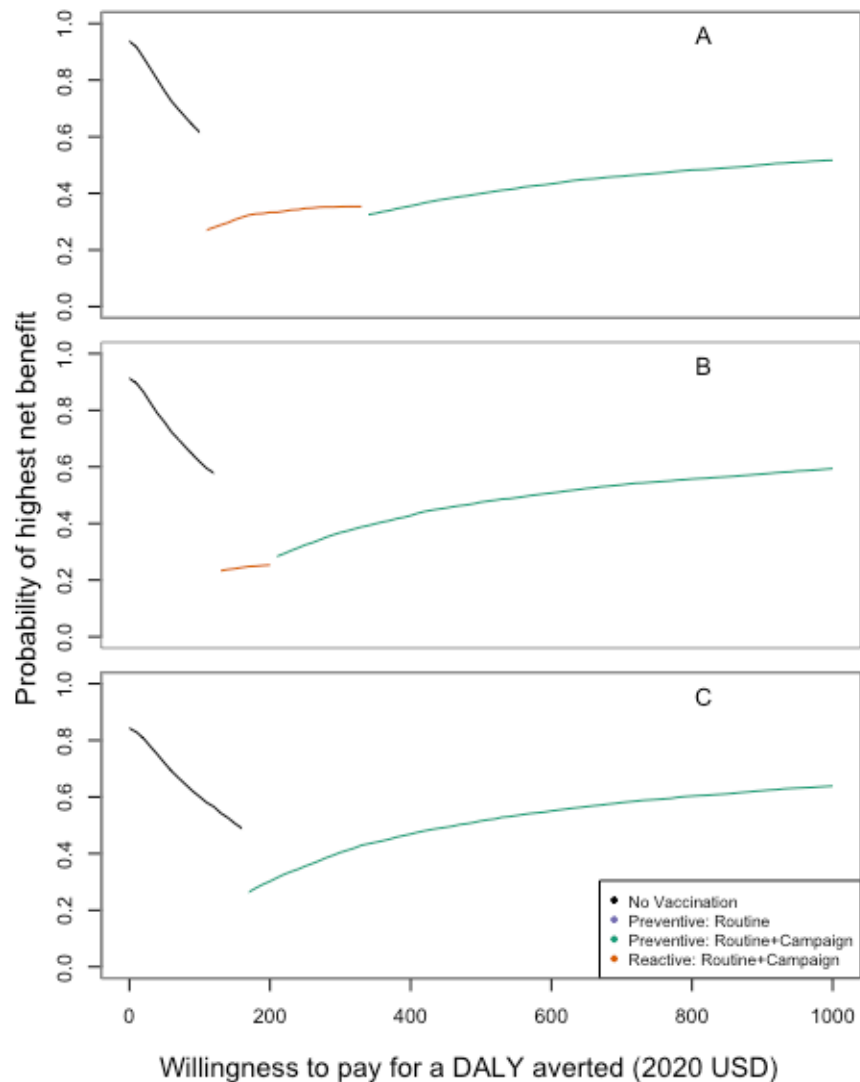 A
1.0
0.8
0.6
0.4
0.2
0.0
B
1.0
0.8
0.6
0.4
0.2
0.0
C
1.0
0.8
0.6
0.4
0.2
0.0
Probability of highest net benefit
No Vaccination
Preventive: Routine
Preventive: Routine+Campaign
Reactive: Routine+Campaign
0 200 400 600 800 1000
Willingness to pay for a DALY averted (2020 USD)